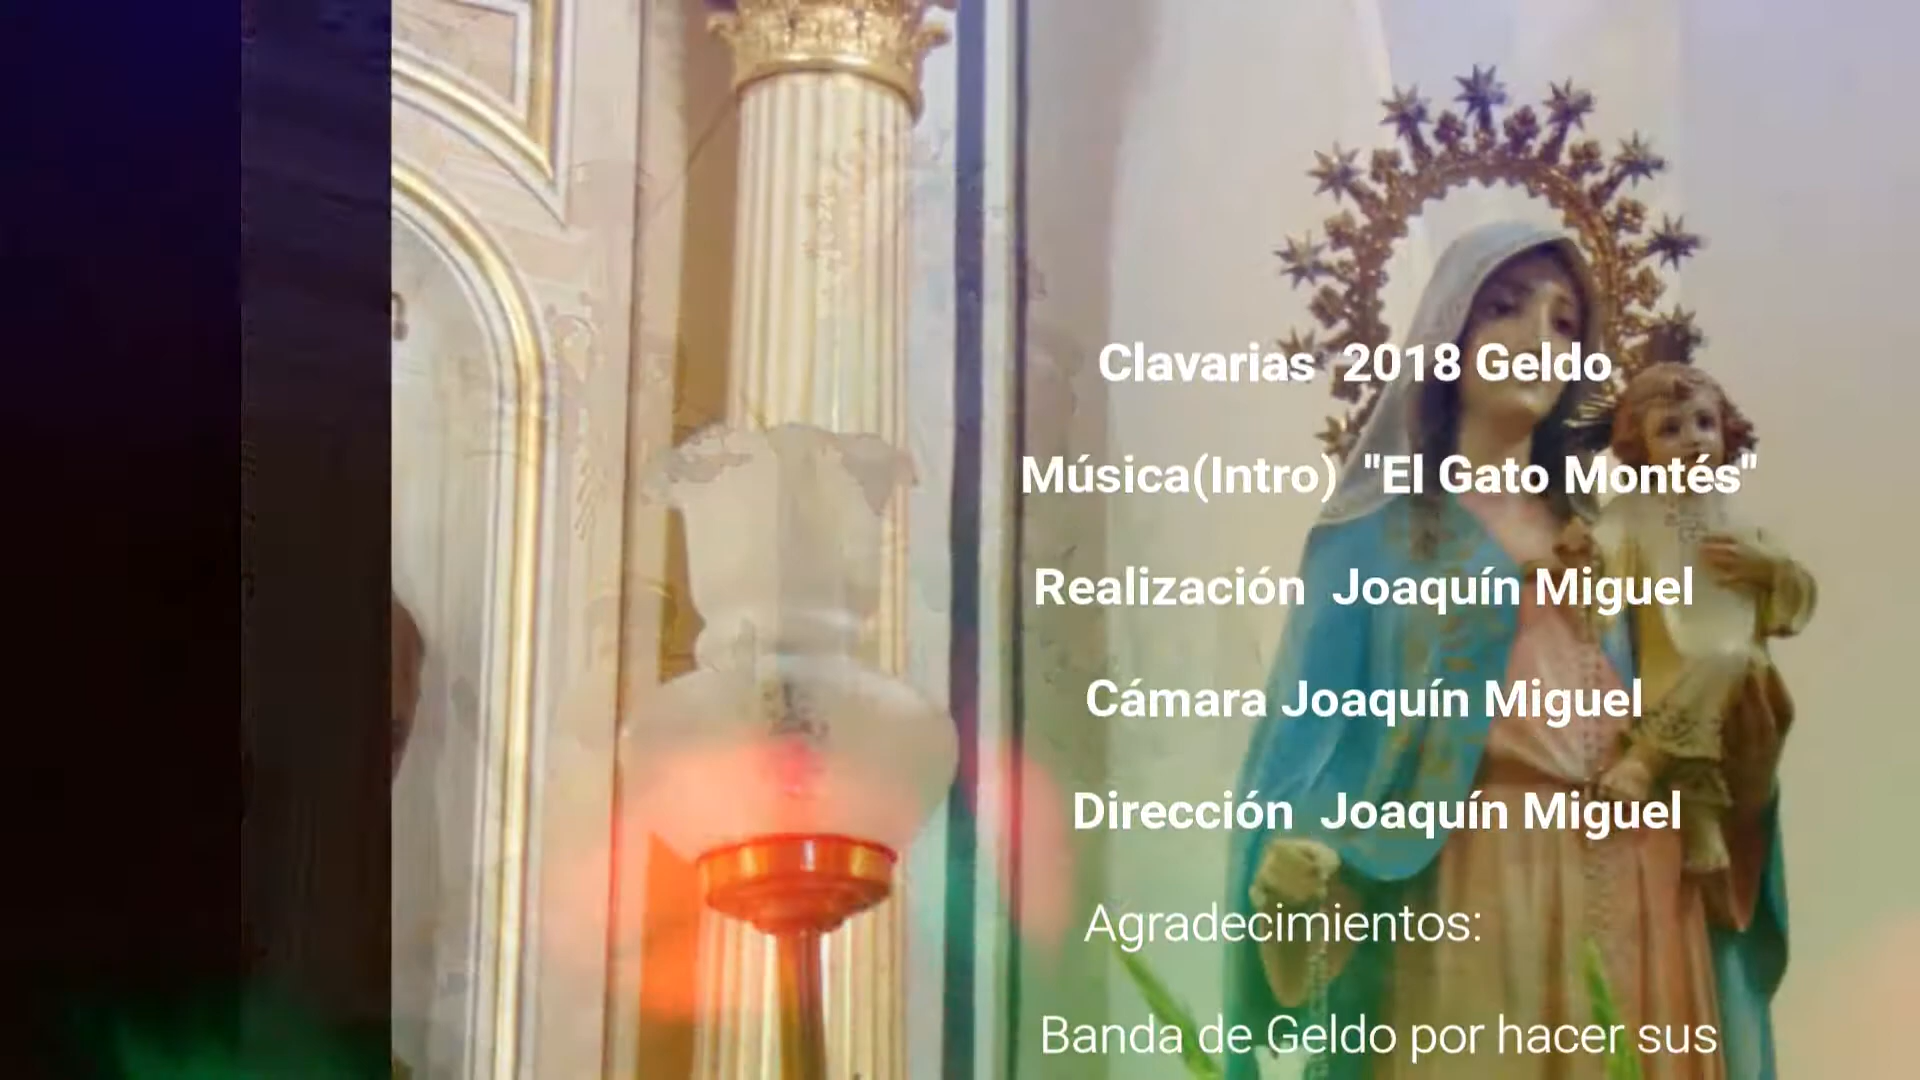 Clavarias 2018 Geldo
Música(Intro) "El Gato Montés"
Realización Joaquín Miguel
Cámara Joaquín Miguel
Dirección Joaquín Miguel
Agradecimientos:
Banda de Geldo por hacer sus